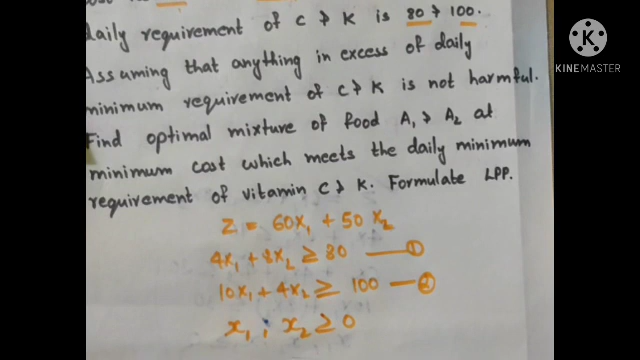 daily requirement of C & K is 80 & 100.
Assuming that anything in excess of daily
minimum requirement of C & K is not harmful.
Find optimal mixture of food A₁ & A₂ at
minimum cost which meets the daily minimum
requirement of vitamin C & K. Formulate LPP.
Z = 60x₁ + 50x₂
4x₁ + 8x₂ ≥ 80 —①
10x₁ + 4x₂ ≥ 100 —②
x₁ ; x₂ ≥ 0
K
KINEMASTER